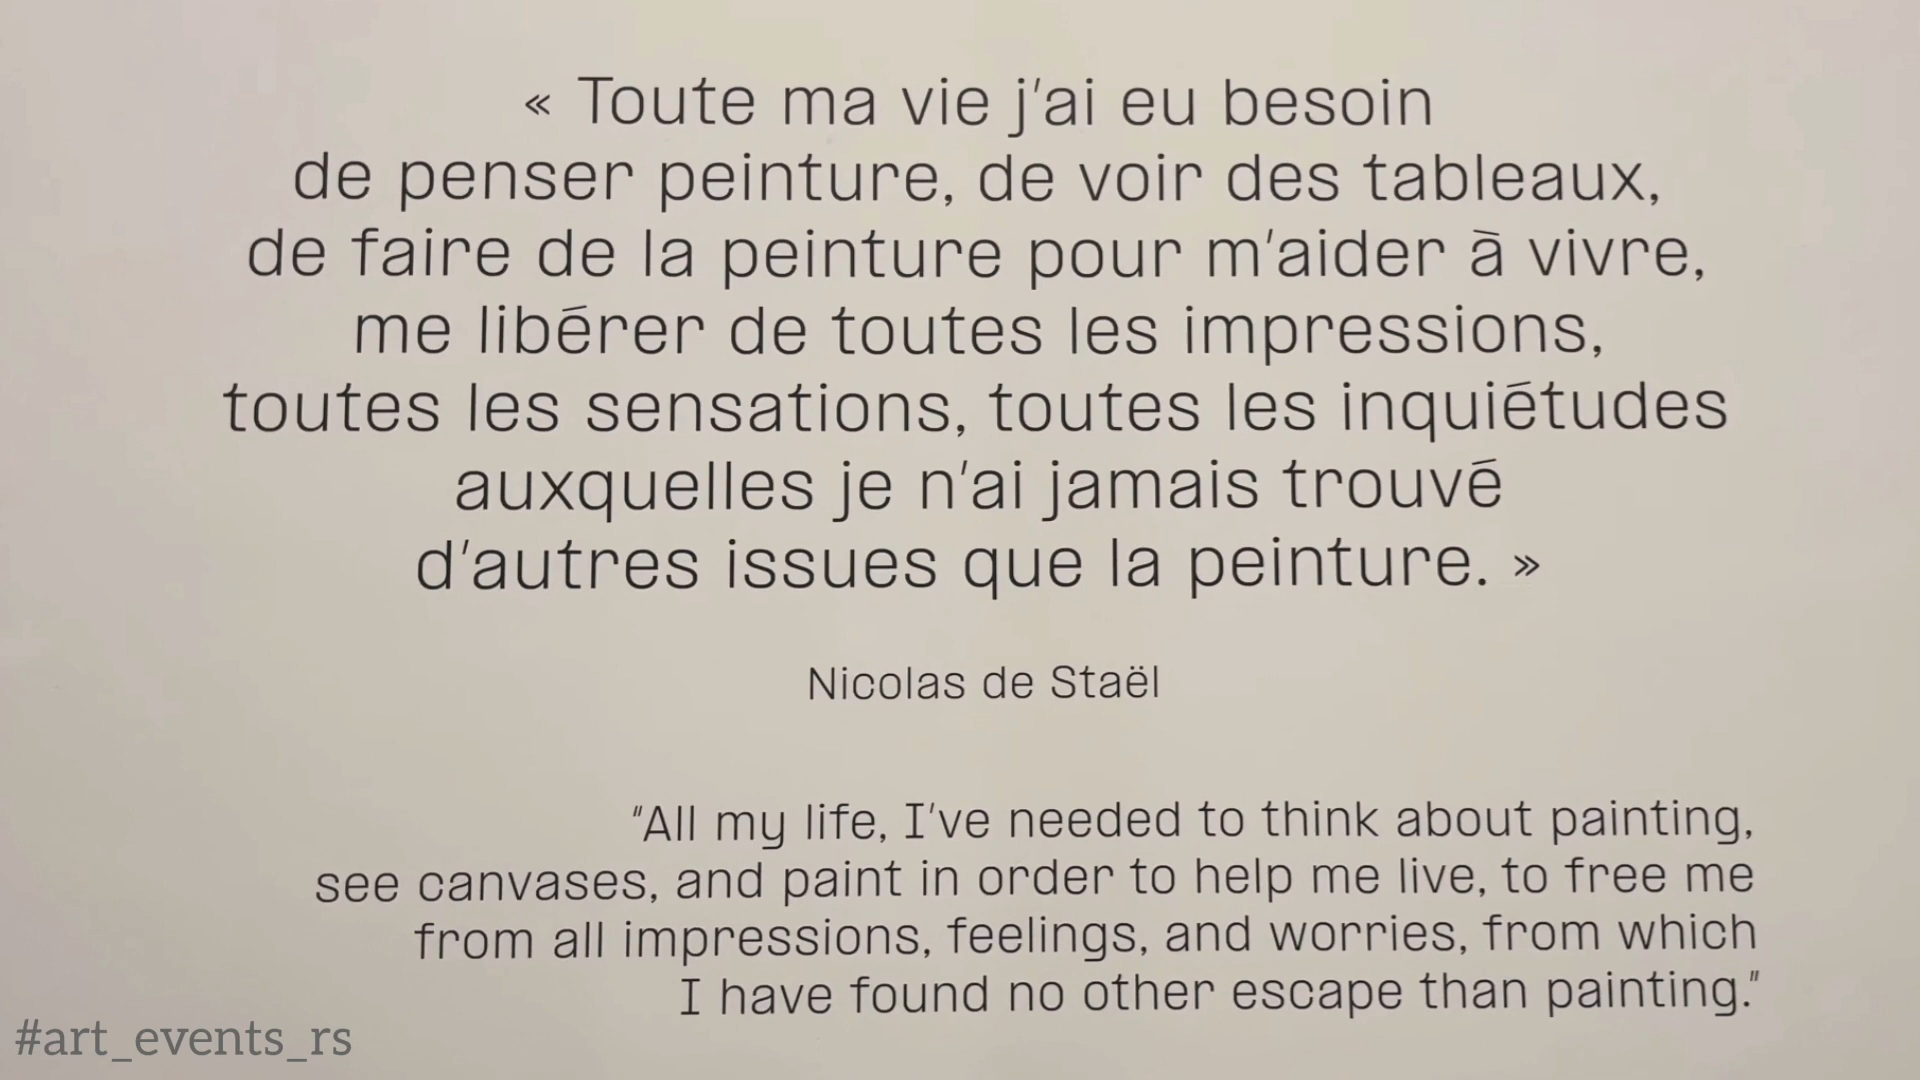 « Toute ma vie j'ai eu besoin
de penser peinture, de voir des tableaux,
de faire de la peinture pour m'aider à vivre,
me libérer de toutes les impressions,
toutes les sensations, toutes les inquiétudes
auxquelles je n'ai jamais trouvé
d'autres issues que la peinture. »
Nicolas de Staël
"All my life, I've needed to think about painting,
see canvases, and paint in order to help me live, to free me
from all impressions, feelings, and worries, from which
I have found no other escape than painting."
#art_events_rs